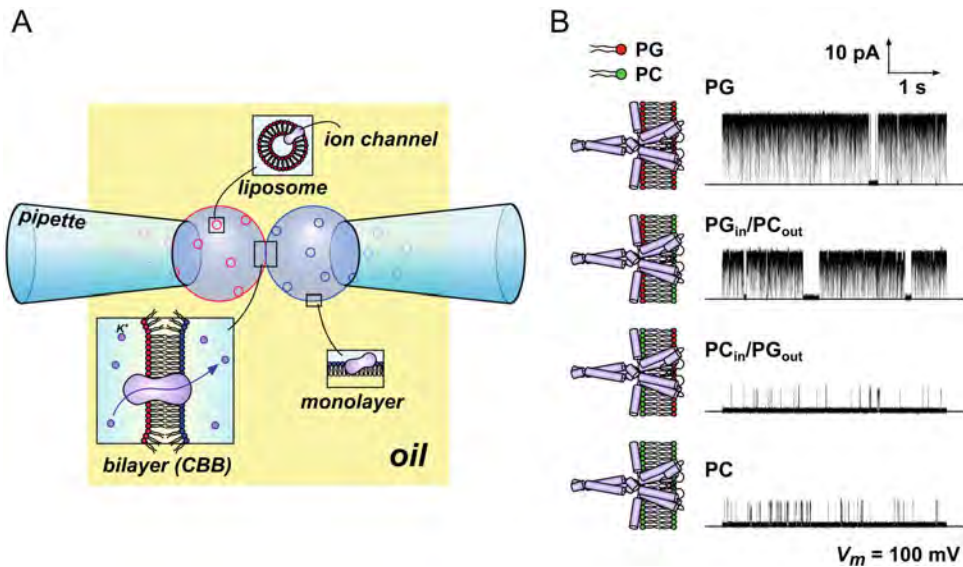 A
ion channel
liposome
pipette
K⁺
monolayer
bilayer (CBB)
oil
B
PG
PC
10 pA
1 s
PG
PGin/PCout
PCin/PGout
PC
Vm = 100 mV